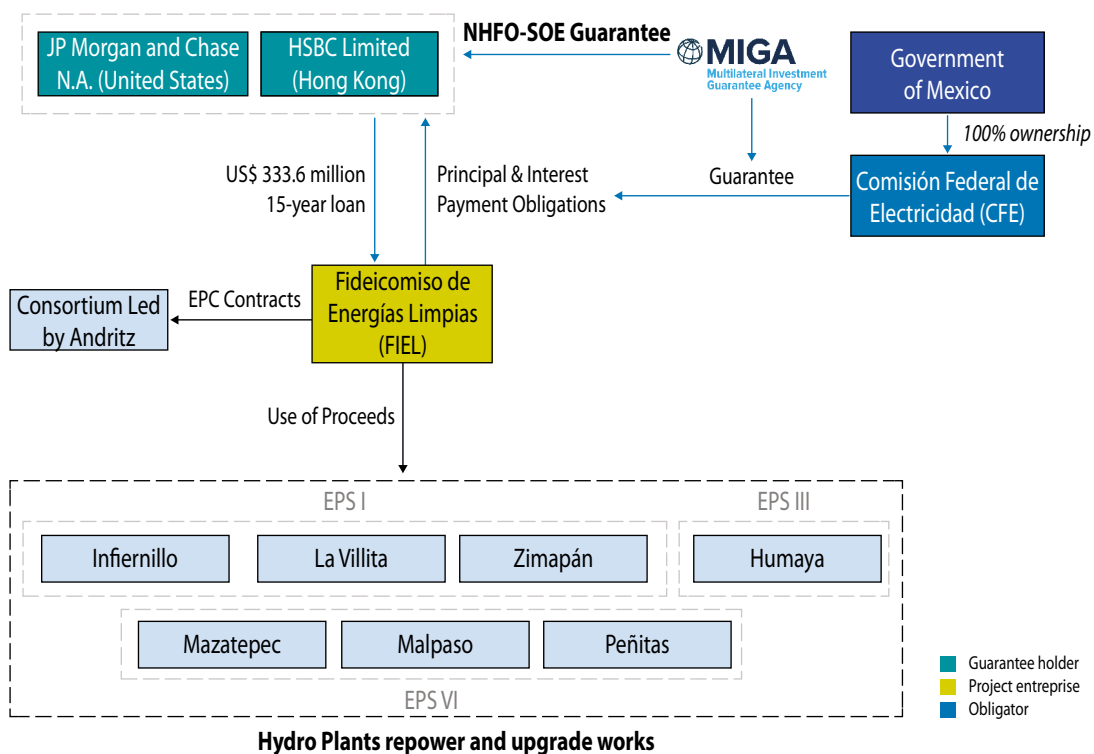 JP Morgan and Chase
N.A. (United States)
HSBC Limited
(Hong Kong)
NHFO-SOE Guarantee
MIGA
Multilateral Investment
Guarantee Agency
Government
of Mexico
100% ownership
US$ 333.6 million
15-year loan
Principal & Interest
Payment Obligations
Guarantee
Comisión Federal de
Electricidad (CFE)
Consortium Led
by Andritz
EPC Contracts
Fideicomiso de
Energías Limpias
(FIEL)
Use of Proceeds
EPS I
EPS III
Infiernillo
La Villita
Zimapán
Humaya
Mazatepec
Malpaso
Peñitas
EPS VI
Guarantee holder
Project entreprise
Obligator
Hydro Plants repower and upgrade works